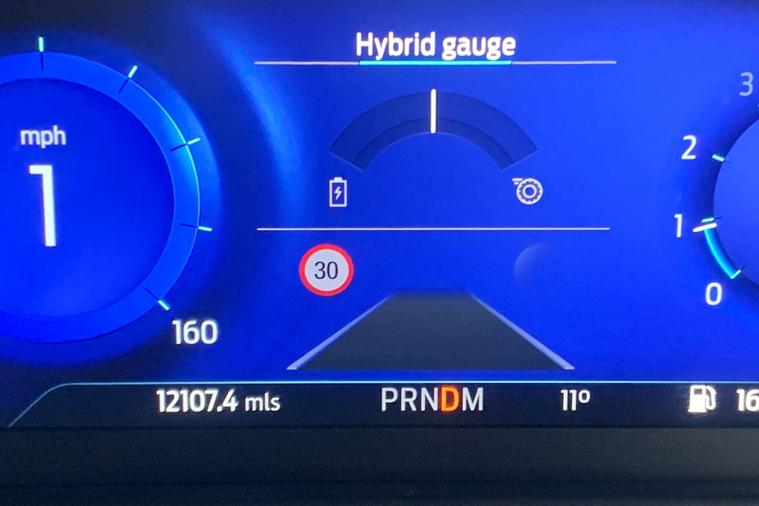 Hybrid gauge
mph
1
160
30
3
2
1
0
12107.4 mls
PRNDM
11º
16